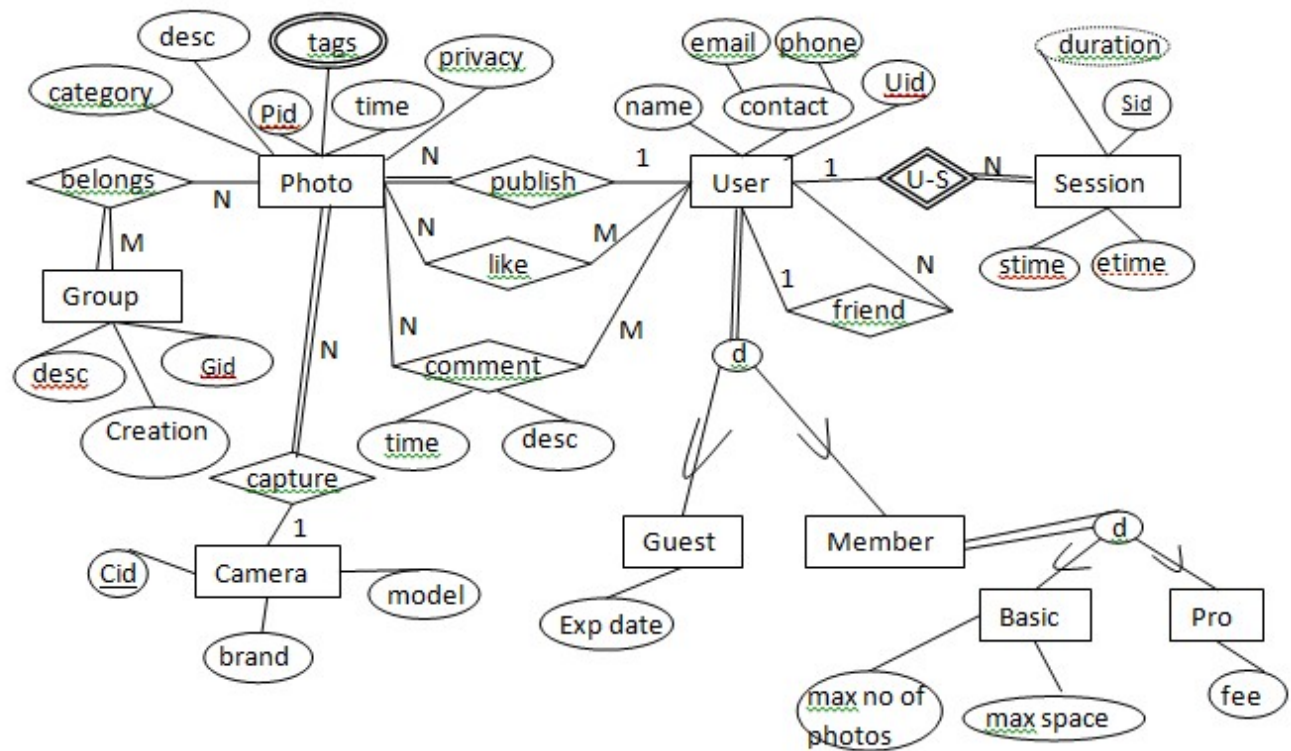 desc
tags
email
phone
duration
category
privacy
Pid
time
name
contact
Uid
Sid
belongs
N
Photo
N
publish
1
User
1
U-S
N
Session
M
N
like
M
N
stime
etime
Group
1
friend
N
N
comment
M
d
desc
Gid
Creation
time
desc
capture
1
Guest
Member
d
Cid
Camera
model
brand
Exp date
Basic
Pro
max no of
photos
max space
fee